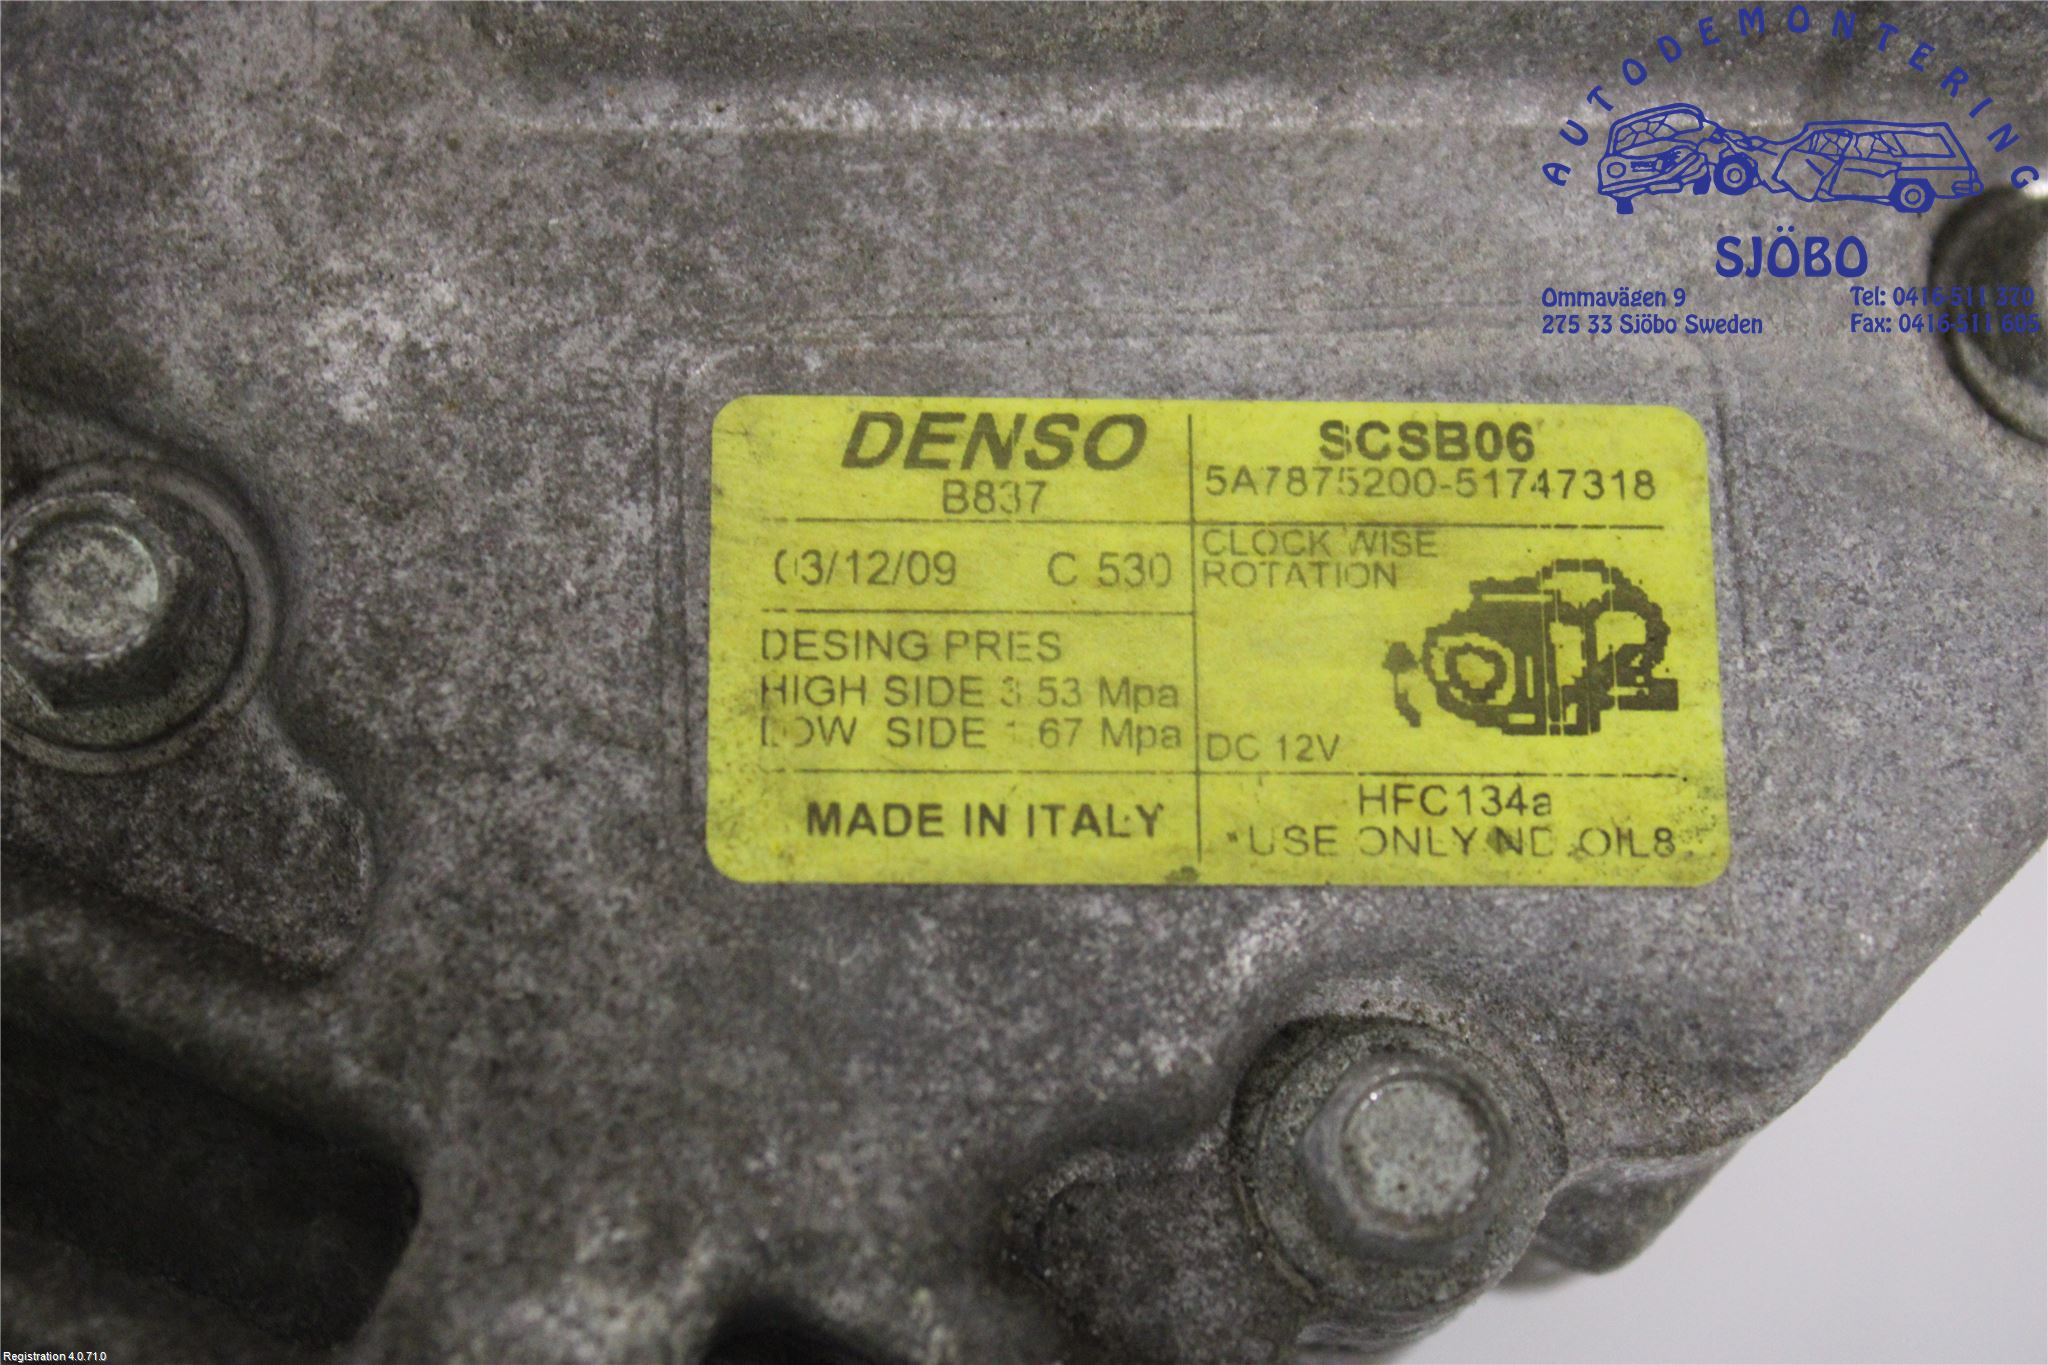 AUTODEMONTERING
SJÖBO
Ommavägen 9 Tel: 0416-511 370
275 33 Sjöbo Sweden Fax: 0416-511 605
DENSO
B837
SCSB06
5A7875200-51747318
03/12/09 C 530
CLOCK WISE
ROTATION
DESING PRES
HIGH SIDE 3 53 Mpa
LOW SIDE 1 67 Mpa
DC 12V
MADE IN ITALY
HFC134a
*USE ONLY ND OIL8
Registration 4.0.71.0